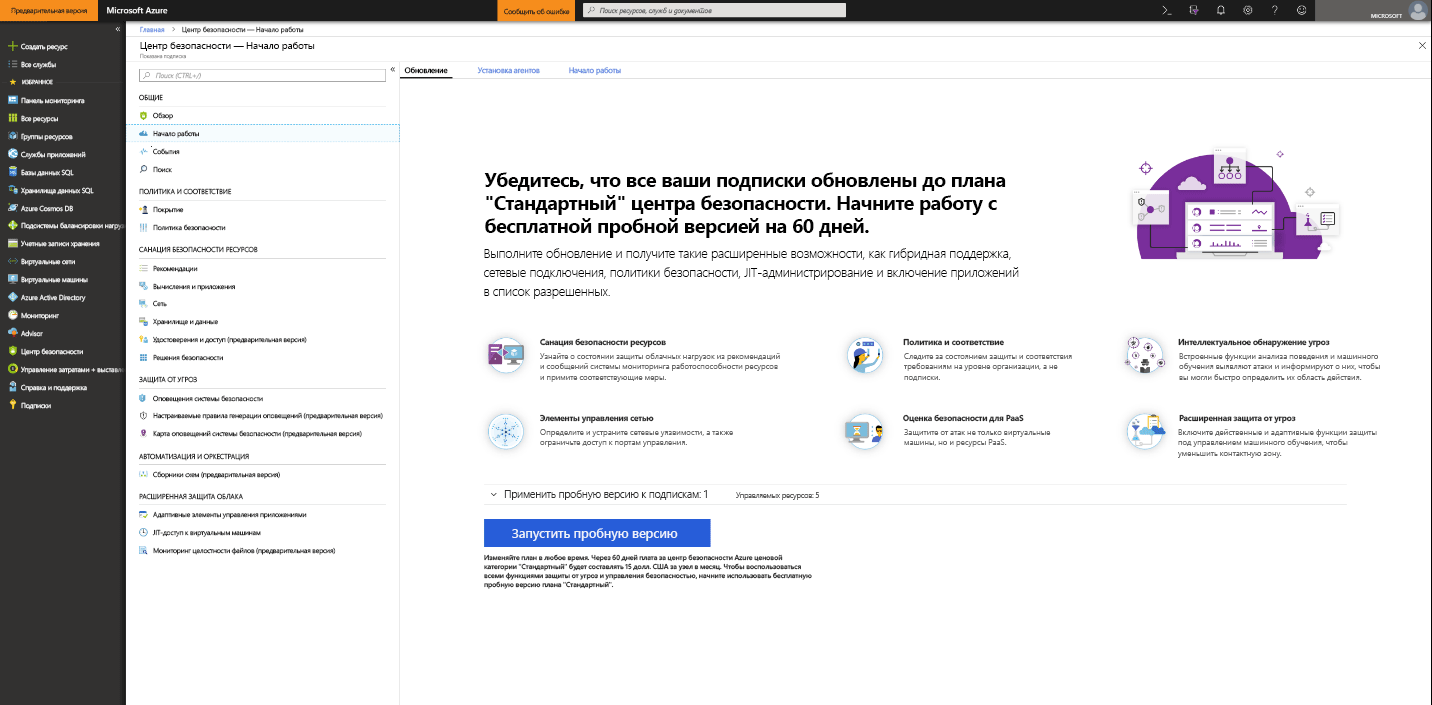 Предварительная версия
Microsoft Azure
Сообщить об ошибке
Поиск ресурсов, служб и документов
MICROSOFT
Создать ресурс
Все службы
ИЗБРАННОЕ
Панель мониторинга
Все ресурсы
Группы ресурсов
Службы приложений
Базы данных SQL
Хранилища данных SQL
Azure Cosmos DB
Подсистемы балансировки нагруз
Учетные записи хранения
Виртуальные сети
Виртуальные машины
Azure Active Directory
Мониторинг
Advisor
Центр безопасности
Управление затратами + выставле
Справка и поддержка
Подписки
Главная > Центр безопасности — Начало работы
Центр безопасности — Начало работы
Показана подписка
Поиск (CTRL+/)
ОБЩИЕ
Обзор
Начало работы
События
Поиск
ПОЛИТИКА И СООТВЕТСТВИЕ
Покрытие
Политика безопасности
САНАЦИЯ БЕЗОПАСНОСТИ РЕСУРСОВ
Рекомендации
Вычисления и приложения
Сеть
Хранилище и данные
Удостоверения и доступ (предварительная версия)
Решения безопасности
ЗАЩИТА ОТ УГРОЗ
Оповещения системы безопасности
Настраиваемые правила генерации оповещений (предварительная версия)
Карта оповещений системы безопасности (предварительная версия)
АВТОМАТИЗАЦИЯ И ОРКЕСТРАЦИЯ
Сборники схем (предварительная версия)
РАСШИРЕННАЯ ЗАЩИТА ОБЛАКА
Адаптивные элементы управления приложениями
JIT-доступ к виртуальным машинам
Мониторинг целостности файлов (предварительная версия)
Обновление
Установка агентов
Начало работы
Убедитесь, что все ваши подписки обновлены до плана
"Стандартный" центра безопасности. Начните работу с
бесплатной пробной версией на 60 дней.
Выполните обновление и получите такие расширенные возможности, как гибридная поддержка,
сетевые подключения, политики безопасности, JIT-администрирование и включение приложений
в список разрешенных.
Санация безопасности ресурсов
Узнайте о состоянии защиты облачных нагрузок из рекомендаций
и сообщений системы мониторинга работоспособности ресурсов
и примите соответствующие меры.
Политика и соответствие
Следите за состоянием защиты и соответствия
требованиям на уровне организации, а не
подписки.
Интеллектуальное обнаружение угроз
Встроенные функции анализа поведения и машинного
обучения выявляют атаки и информируют о них, чтобы
вы могли быстро определить их область действия.
Элементы управления сетью
Определите и устраните сетевые уязвимости, а также
ограничьте доступ к портам управления.
Оценка безопасности для PaaS
Защитите от атак не только виртуальные
машины, но и ресурсы PaaS.
Расширенная защита от угроз
Включите действенные и адаптивные функции защиты
под управлением машинного обучения, чтобы
уменьшить контактную зону.
Применить пробную версию к подпискам: 1
Управляемых ресурсов: 5
Запустить пробную версию
Изменяйте план в любое время. Через 60 дней плата за центр безопасности Azure ценовой
категории "Стандартный" будет составлять 15 долл. США за узел в месяц. Чтобы воспользоваться
всеми функциями защиты от угроз и управления безопасностью, начните использовать бесплатную
пробную версию плана "Стандартный".